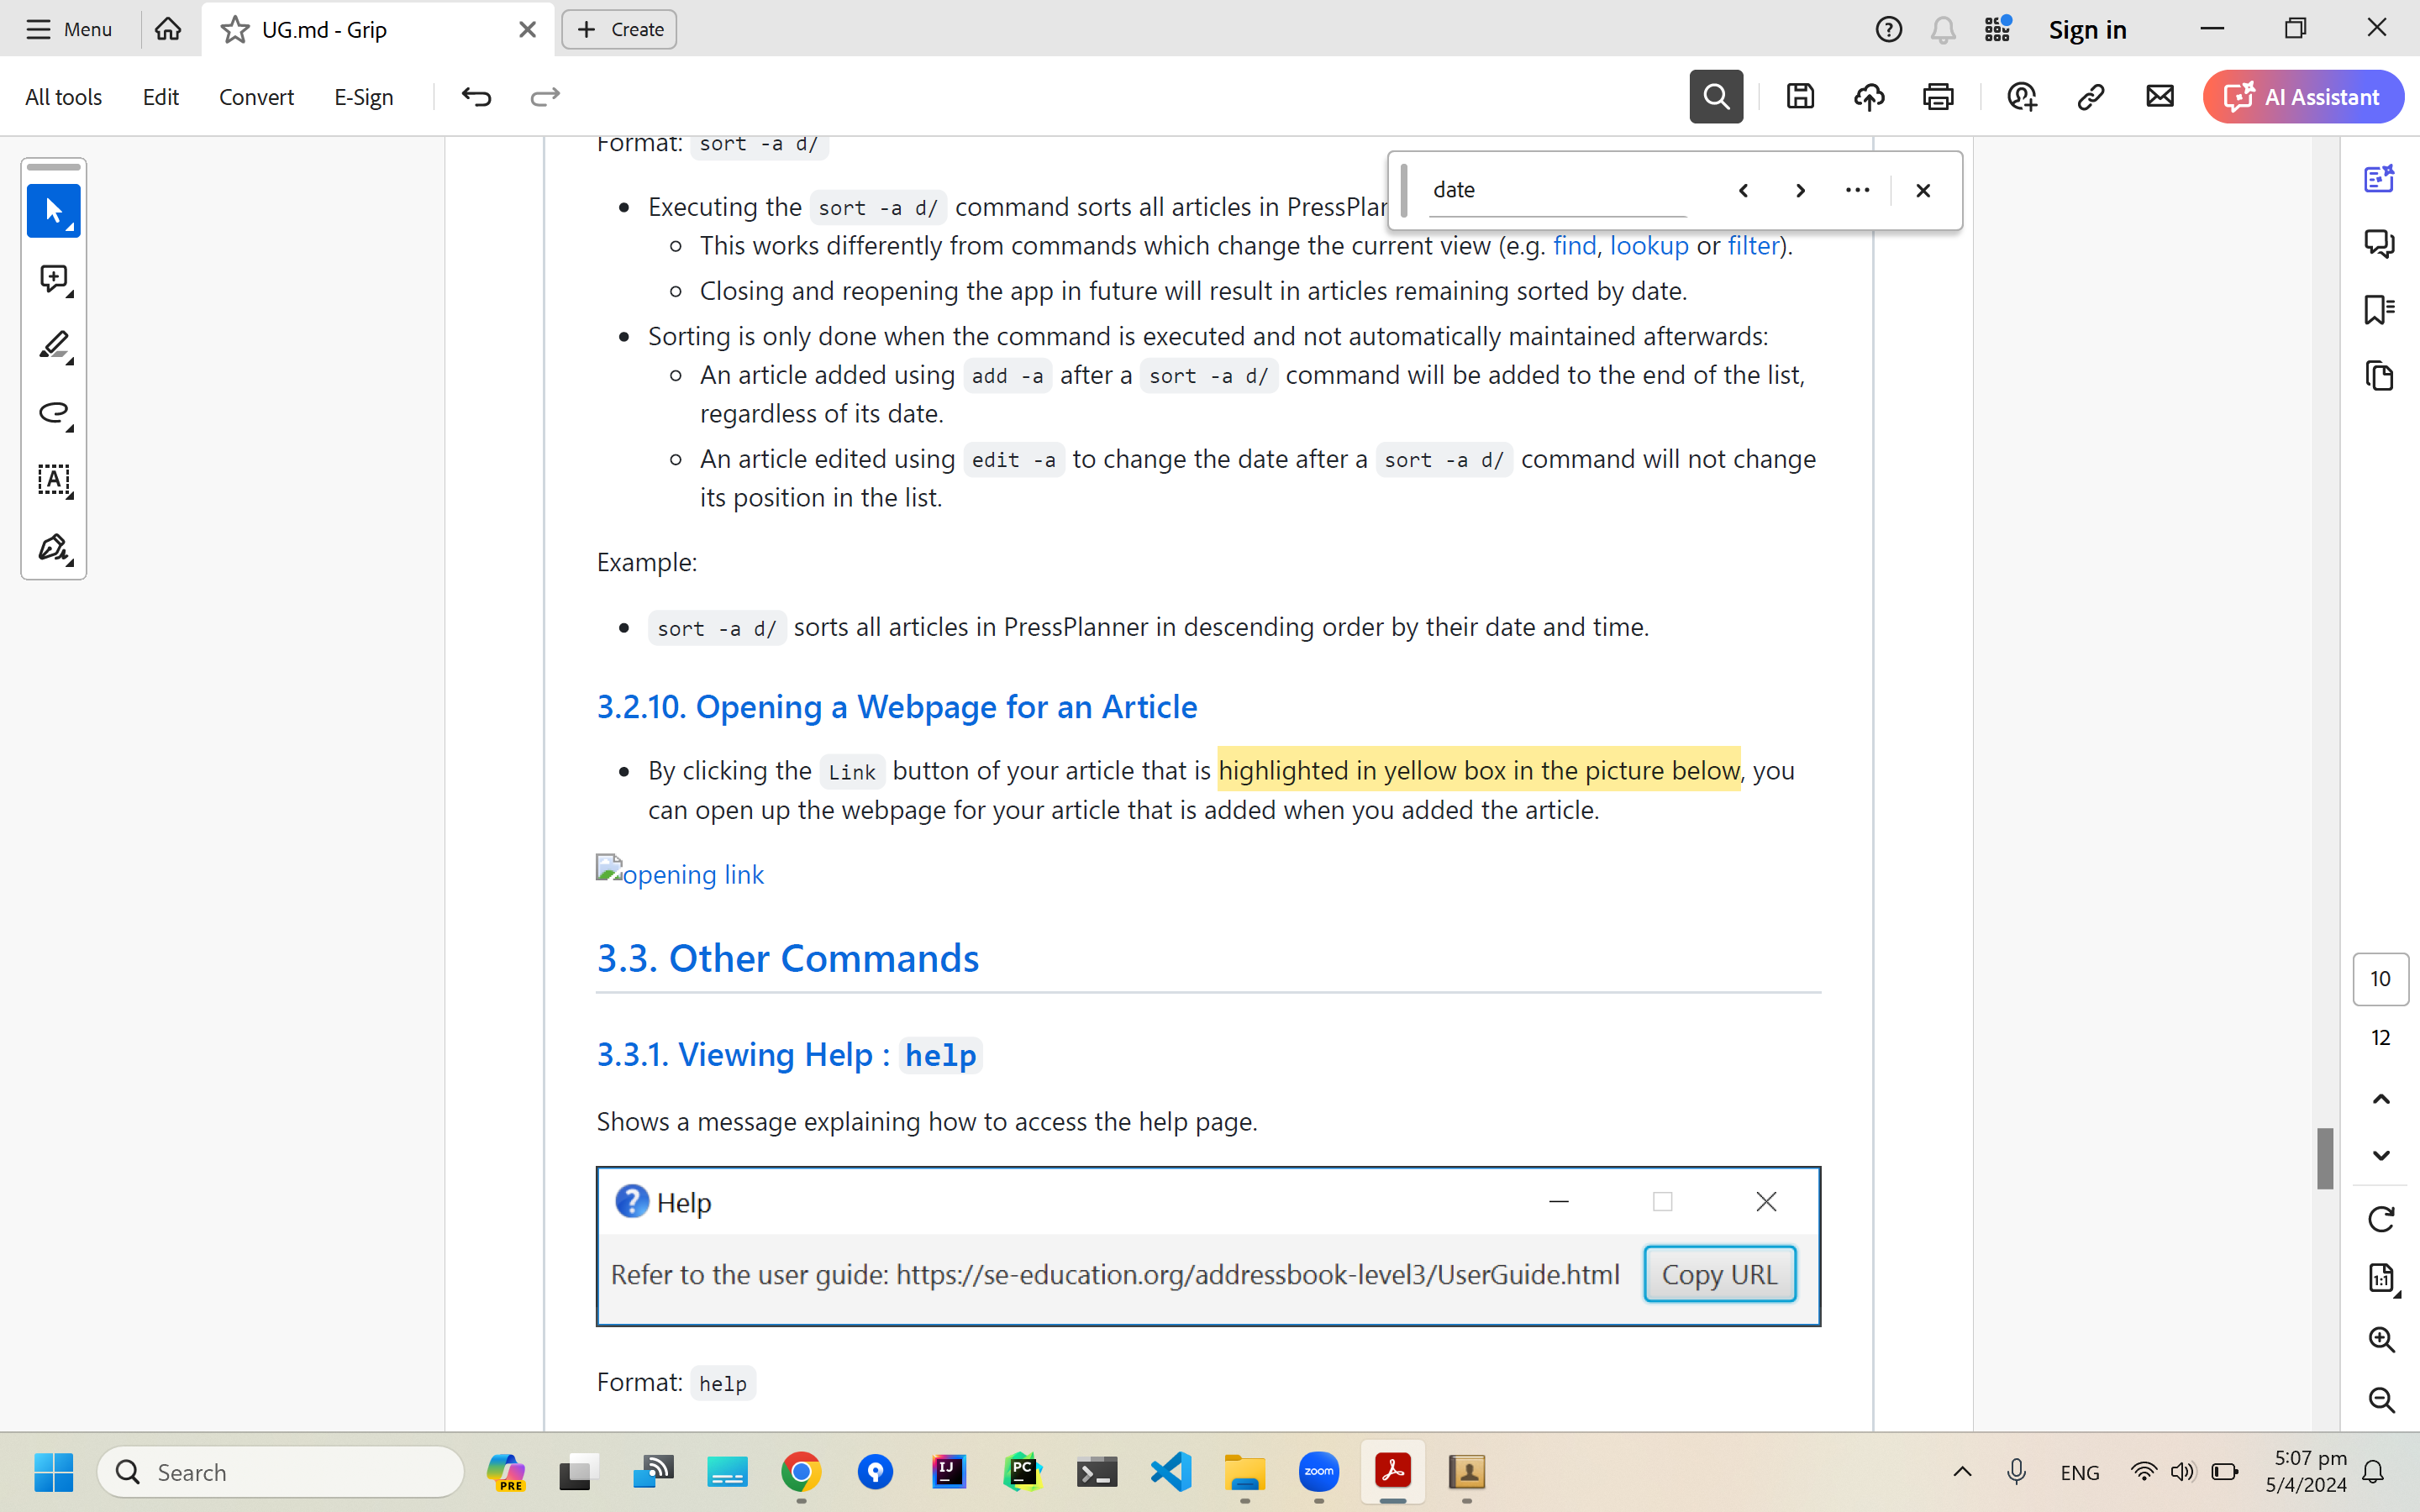 Menu
UG.md - Grip
Create
Sign in
All tools
Edit
Convert
E-Sign
AI Assistant
Format: sort -a d/
date
• Executing the sort -a d/ command sorts all articles in PressPlan
This works differently from commands which change the current view (e.g. find, lookup or filter).
Closing and reopening the app in future will result in articles remaining sorted by date.
• Sorting is only done when the command is executed and not automatically maintained afterwards:
An article added using add -a after a sort -a d/ command will be added to the end of the list,
regardless of its date.
An article edited using edit -a to change the date after a sort -a d/ command will not change
its position in the list.
Example:
• sort -a d/ sorts all articles in PressPlanner in descending order by their date and time.
3.2.10. Opening a Webpage for an Article
• By clicking the Link button of your article that is highlighted in yellow box in the picture below, you
can open up the webpage for your article that is added when you added the article.
opening link
3.3. Other Commands
3.3.1. Viewing Help : help
Shows a message explaining how to access the help page.
Help
Refer to the user guide: https://se-education.org/addressbook-level3/UserGuide.html
Copy URL
Format: help
10
12
1:1
Search
PRE
IJ
PC
zoom
ENG
5:07 pm
5/4/2024